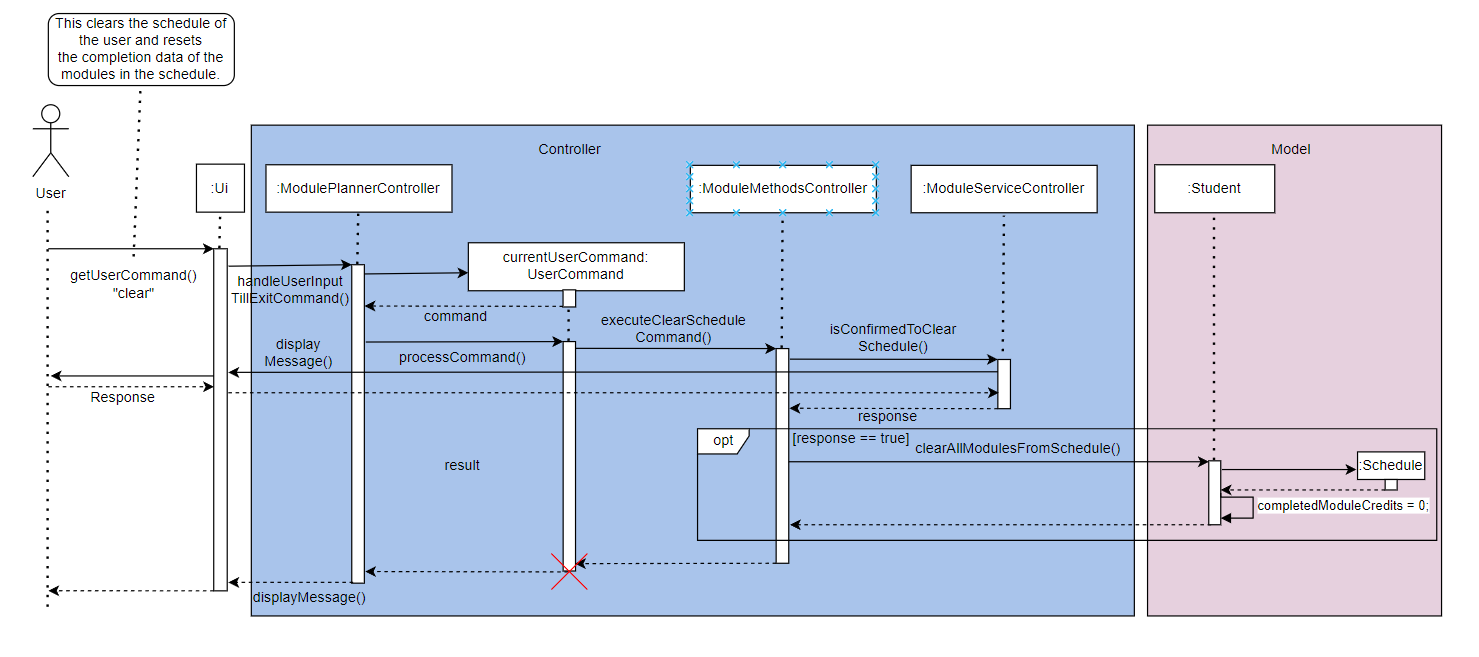 This clears the schedule of
the user and resets
the completion data of the
modules in the schedule.
Controller
Model
User
:Ui
:ModulePlannerController
:ModuleMethodsController
:ModuleServiceController
:Student
getUserCommand()
"clear"
handleUserInput
TillExitCommand()
currentUserCommand:
UserCommand
command
executeClearSchedule
Command()
isConfirmedToClear
Schedule()
display
Message()
processCommand()
Response
response
opt
[response == true]
clearAllModulesFromSchedule()
result
:Schedule
completedModuleCredits = 0;
displayMessage()